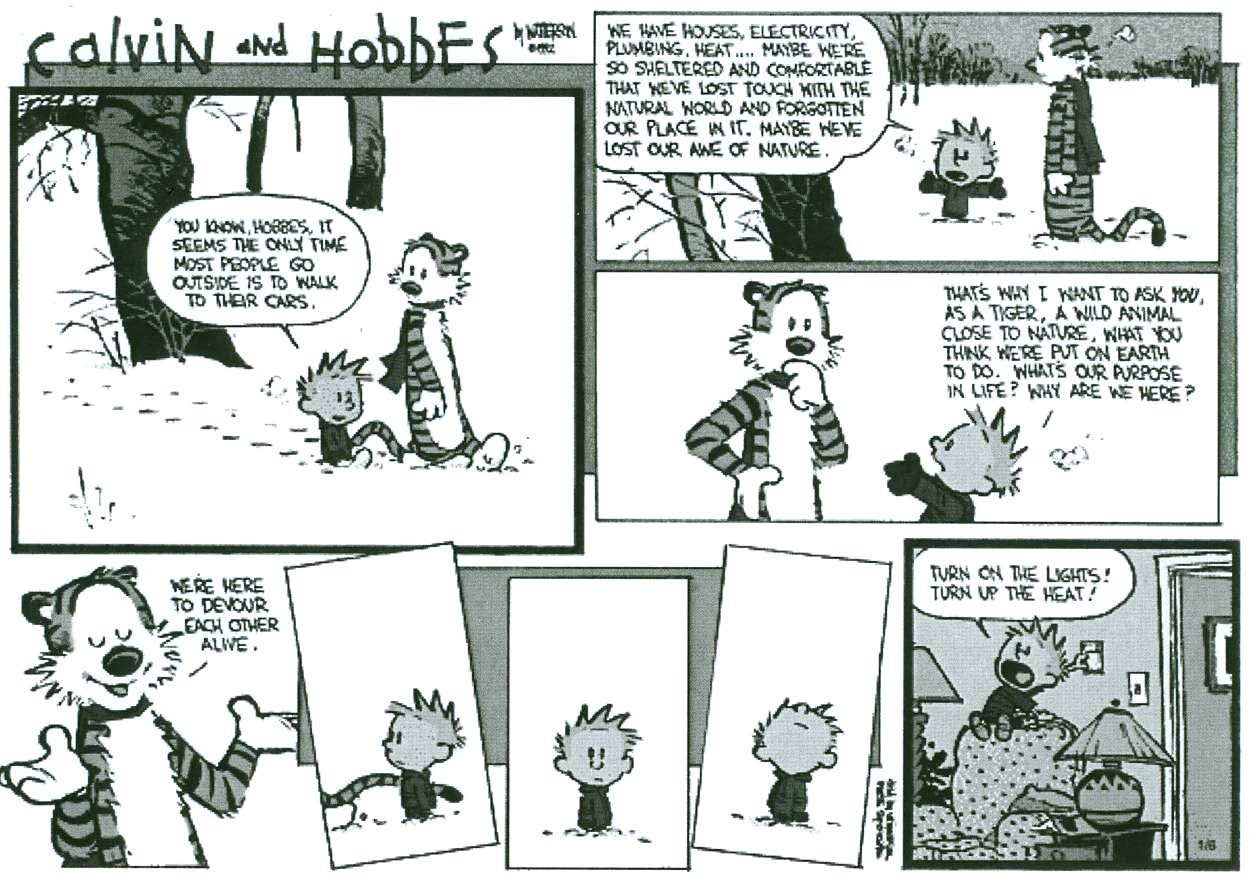 Calvin and Hobbes
by WATTERSON
©1992
YOU KNOW, HOBBES, IT
SEEMS THE ONLY TIME
MOST PEOPLE GO
OUTSIDE IS TO WALK
TO THEIR CARS.
WE HAVE HOUSES, ELECTRICITY,
PLUMBING, HEAT.... MAYBE WE'RE
SO SHELTERED AND COMFORTABLE
THAT WE'VE LOST TOUCH WITH THE
NATURAL WORLD AND FORGOTTEN
OUR PLACE IN IT. MAYBE WE'VE
LOST OUR AWE OF NATURE.
THAT'S WHY I WANT TO ASK YOU,
AS A TIGER, A WILD ANIMAL
CLOSE TO NATURE, WHAT YOU
THINK WE'RE PUT ON EARTH
TO DO. WHAT'S OUR PURPOSE
IN LIFE? WHY ARE WE HERE?
WE'RE HERE
TO DEVOUR
EACH OTHER
ALIVE.
TURN ON THE LIGHTS!
TURN UP THE HEAT!
1/6